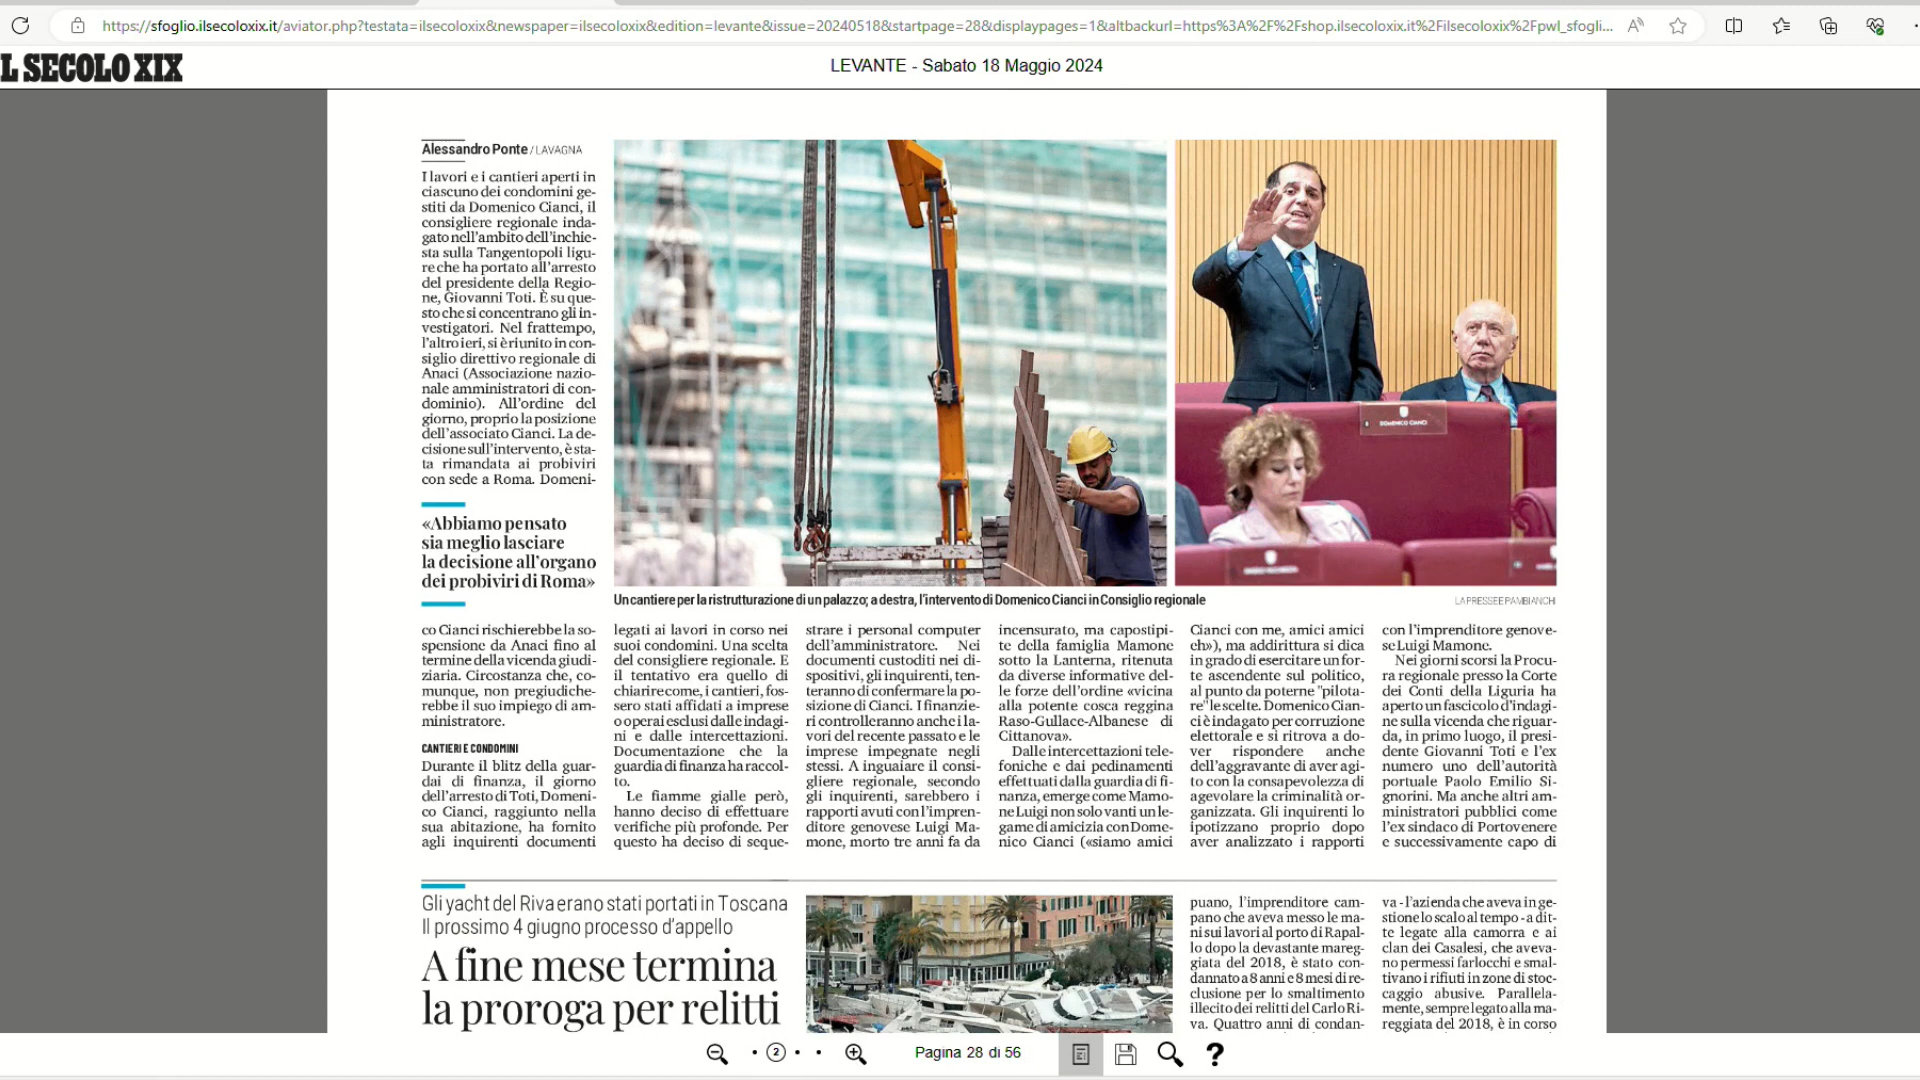 https://sfoglio.ilsecoloxix.it/aviator.php?testata=ilsecoloxix&newspaper=ilsecoloxix&edition=levante&issue=20240518&startpage=28&displaypages=1&altbackurl=https%3A%2F%2Fshop.ilsecoloxix.it%2Filsecoloxix%2Fpwl_sfogli...
L SECOLO XIX
LEVANTE - Sabato 18 Maggio 2024
Alessandro Ponte / LAVAGNA
I lavori e i cantieri aperti in
ciascuno dei condomini ge-
stiti da Domenico Cianci, il
consigliere regionale inda-
gato nell'ambito dell'inchie-
sta sulla Tangentopoli ligu-
re che ha portato all'arresto
del presidente della Regio-
ne, Giovanni Toti. È su que-
sto che si concentrano gli in-
vestigatori. Nel frattempo,
l'altro ieri, si è riunito in con-
siglio direttivo regionale di
Anaci (Associazione nazio-
nale amministratori di con-
dominio). All'ordine del
giorno, proprio la posizione
dell'associato Cianci. La de-
cisione sull'intervento, è sta-
ta rimandata ai probiviri
con sede a Roma. Domeni-
«Abbiamo pensato
sia meglio lasciare
la decisione all'organo
dei probiviri di Roma»
DOMENICO CIANCI
Un cantiere per la ristrutturazione di un palazzo; a destra, l'intervento di Domenico Cianci in Consiglio regionale
LAPRESSE E PAMBIANCHI
co Cianci rischierebbe la so-
spensione da Anaci fino al
termine della vicenda giudi-
ziaria. Circostanza che, co-
munque, non pregiudiche-
rebbe il suo impiego di am-
ministratore.
CANTIERI E CONDOMINI
Durante il blitz della guar-
dai di finanza, il giorno
dell'arresto di Toti, Domeni-
co Cianci, raggiunto nella
sua abitazione, ha fornito
agli inquirenti documenti
legati ai lavori in corso nei
suoi condomini. Una scelta
del consigliere regionale. E
il tentativo era quello di
chiarire come, i cantieri, fos-
sero stati affidati a imprese
o operai esclusi dalle indagi-
ni e dalle intercettazioni.
Documentazione che la
guardia di finanza ha raccol-
to.
Le fiamme gialle però,
hanno deciso di effettuare
verifiche più profonde. Per
questo ha deciso di seque-
strare i personal computer
dell'amministratore. Nei
documenti custoditi nei di-
spositivi, gli inquirenti, ten-
teranno di confermare la po-
sizione di Cianci. I finanzie-
ri controlleranno anche i la-
vori del recente passato e le
imprese impegnate negli
stessi. A inguaiare il consi-
gliere regionale, secondo
gli inquirenti, sarebbero i
rapporti avuti con l'impren-
ditore genovese Luigi Ma-
mone, morto tre anni fa da
incensurato, ma capostipi-
te della famiglia Mamone
sotto la Lanterna, ritenuta
da diverse informative del-
le forze dell'ordine «vicina
alla potente cosca reggina
Raso-Gullace-Albanese di
Cittanova».
Dalle intercettazioni tele-
foniche e dai pedinamenti
effettuati dalla guardia di fi-
nanza, emerge come Mamo-
ne Luigi non solo vanti un le-
game di amicizia con Dome-
nico Cianci («siamo amici
Cianci con me, amici amici
eh»), ma addirittura si dica
in grado di esercitare un for-
te ascendente sul politico,
al punto da poterne "pilota-
re" le scelte. Domenico Cian-
ci è indagato per corruzione
elettorale e si ritrova a do-
ver rispondere anche
dell'aggravante di aver agi-
to con la consapevolezza di
agevolare la criminalità or-
ganizzata. Gli inquirenti lo
ipotizzano proprio dopo
aver analizzato i rapporti
con l'imprenditore genove-
se Luigi Mamone.
Nei giorni scorsi la Procu-
ra regionale presso la Corte
dei Conti della Liguria ha
aperto un fascicolo d'indagi-
ne sulla vicenda che riguar-
da, in primo luogo, il presi-
dente Giovanni Toti e l'ex
numero uno dell'autorità
portuale Paolo Emilio Si-
gnorini. Ma anche altri am-
ministratori pubblici come
l'ex sindaco di Portovenere
e successivamente capo di
Gli yacht del Riva erano stati portati in Toscana
Il prossimo 4 giugno processo d'appello
A fine mese termina
la proroga per relitti
puano, l'imprenditore cam-
pano che aveva messo le ma-
ni sui lavori al porto di Rapal-
lo dopo la devastante mareg-
giata del 2018, è stato con-
dannato a 8 anni e 8 mesi di re-
clusione per lo smaltimento
illecito dei relitti del Carlo Ri-
va. Quattro anni di condan-
va - l'azienda che aveva in ge-
stione lo scalo al tempo - a dit-
te legate alla camorra e ai
clan dei Casalesi, che aveva-
no permessi farlocchi e smal-
tivano i rifiuti in zone di stoc-
caggio abusive. Parallela-
mente, sempre legato alla ma-
reggiata del 2018, è in corso
2
Pagina 28 di 56
?